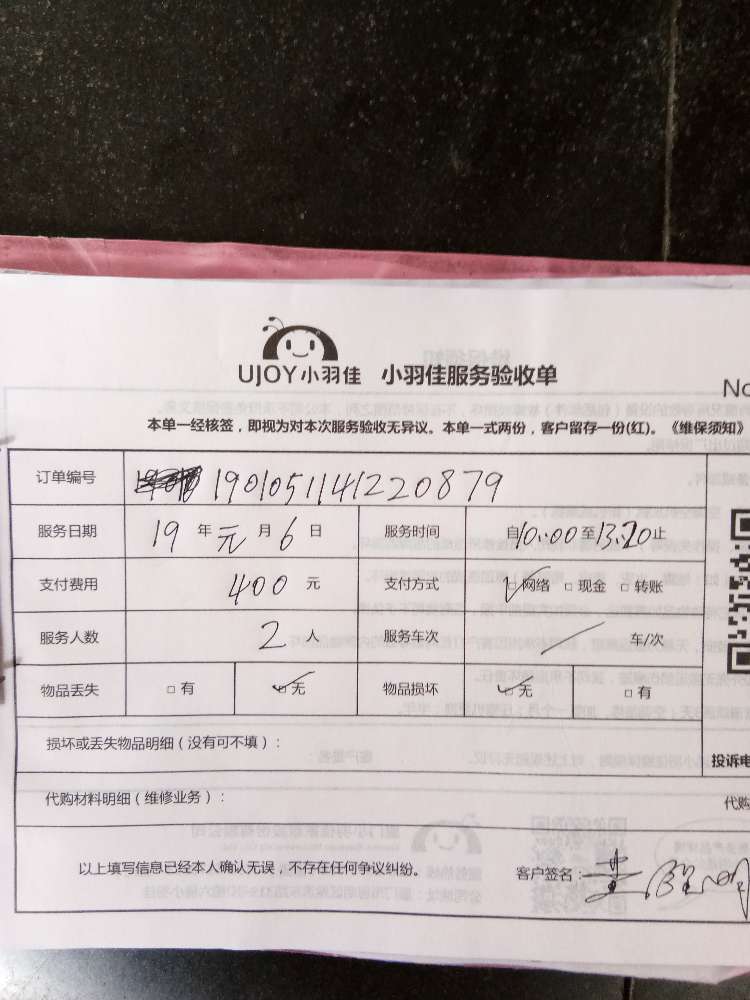 UJOY小羽佳 小羽佳服务验收单
No
本单一经核签，即视为对本次服务验收无异议。本单一式两份，客户留存一份(红)。《维保须知》
订单编号 190105114122087９
服务日期 19 年 元 月 6 日 服务时间 自10:00至13:20止
支付费用 400 元 支付方式 ☑网络 □现金 □转账
服务人数 2 人 服务车次 / 车/次
物品丢失 □有 ☑无 物品损坏 ☑无 □有
损坏或丢失物品明细（没有可不填）：
投诉电
代购材料明细（维修业务）：
代购
以上填写信息已经本人确认无误，不存在任何争议纠纷。 客户签名：